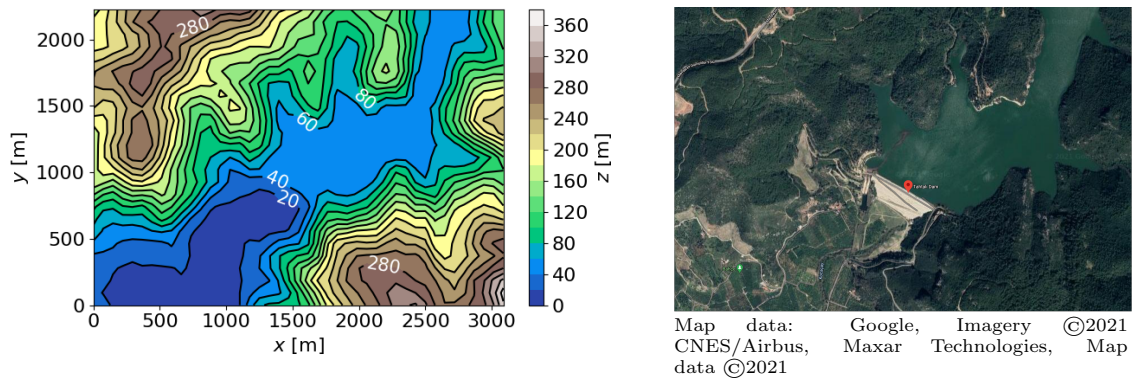 2000
1500
1000
500
0
y [m]
0 500 1000 1500 2000 2500 3000
x [m]
280
80
60
40
20
280
360
320
280
240
200
160
120
80
40
0
z [m]
Tahtalı Dam
Map data: Google, Imagery ©2021
CNES/Airbus, Maxar Technologies, Map
data ©2021